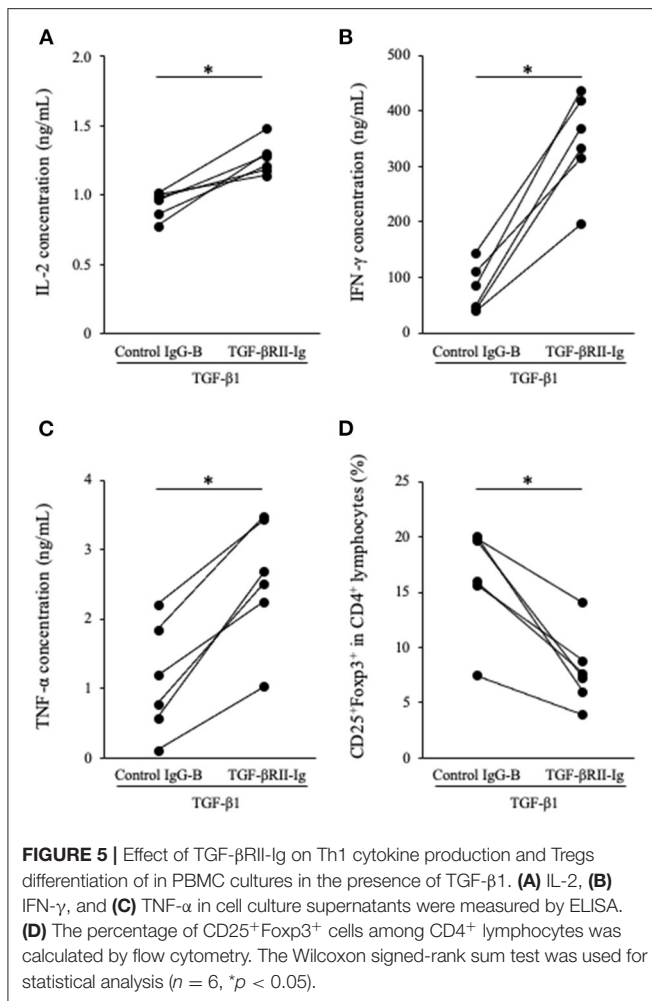 A
IL-2 concentration (ng/mL)
2.0
1.5
1.0
0.5
0
*
Control IgG-B TGF-βRII-Ig
TGF-β1
B
IFN-γ concentration (ng/mL)
500
400
300
200
100
0
*
Control IgG-B TGF-βRII-Ig
TGF-β1
C
TNF-α concentration (ng/mL)
4
3
2
1
0
*
Control IgG-B TGF-βRII-Ig
TGF-β1
D
CD25⁺Foxp3⁺ in CD4⁺ lymphocytes (%)
25
20
15
10
5
0
*
Control IgG-B TGF-βRII-Ig
TGF-β1
FIGURE 5 | Effect of TGF-βRII-Ig on Th1 cytokine production and Tregs
differentiation of in PBMC cultures in the presence of TGF-β1. (A) IL-2, (B)
IFN-γ, and (C) TNF-α in cell culture supernatants were measured by ELISA.
(D) The percentage of CD25⁺Foxp3⁺ cells among CD4⁺ lymphocytes was
calculated by flow cytometry. The Wilcoxon signed-rank sum test was used for
statistical analysis (n = 6, *p < 0.05).